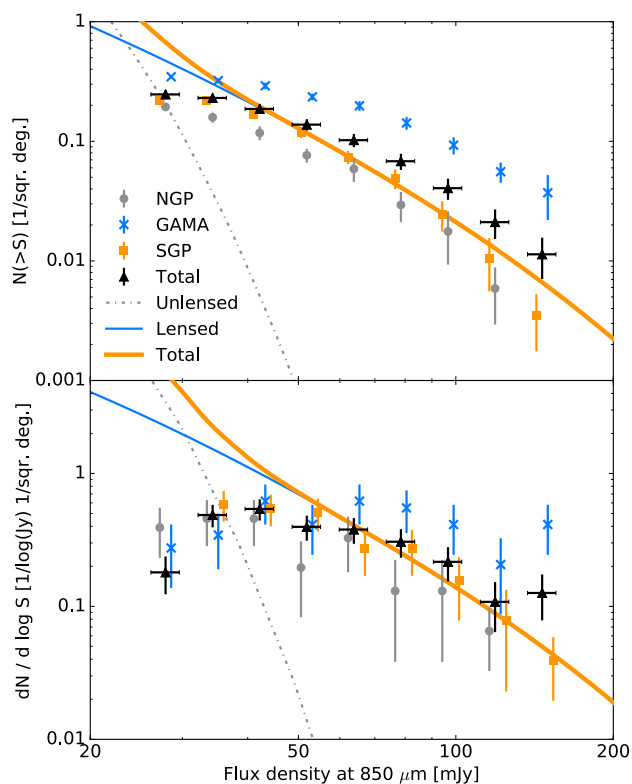 1
0.1
0.01
0.001
N(>S) [1/sqr. deg.]
NGP
GAMA
SGP
Total
Unlensed
Lensed
Total
1
0.1
0.01
dN / d log S [1/log(Jy) 1/sqr. deg.]
20
50
100
200
Flux density at 850 μm [mJy]